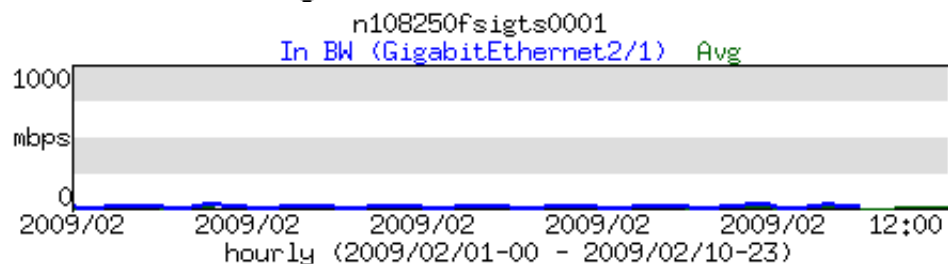 n108250fsigts0001
In BW (GigabitEthernet2/1) Avg
1000
mbps
0
2009/02 2009/02 2009/02 2009/02 2009/02 12:00
hourly (2009/02/01-00 - 2009/02/10-23)